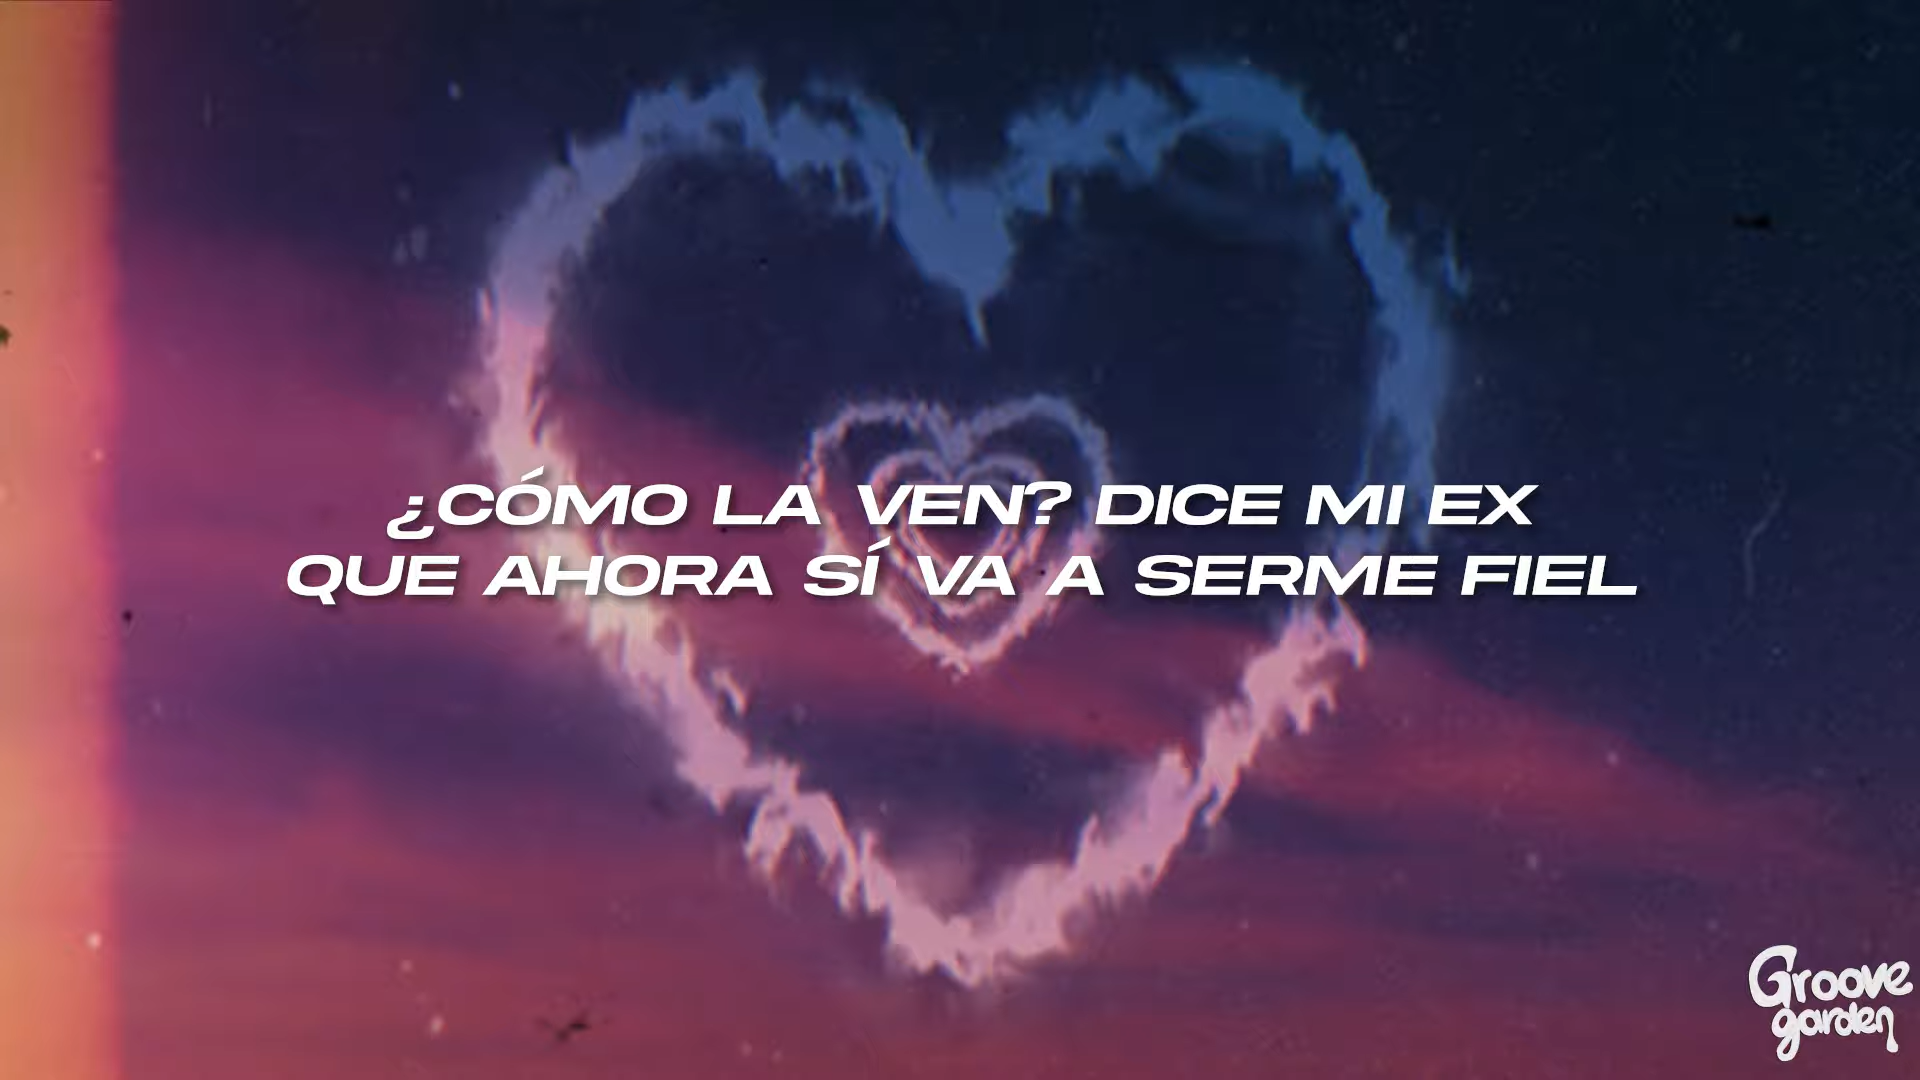 ¿CÓMO LA VEN? DICE MI EX
QUE AHORA SÍ VA A SERME FIEL
Groove
garden